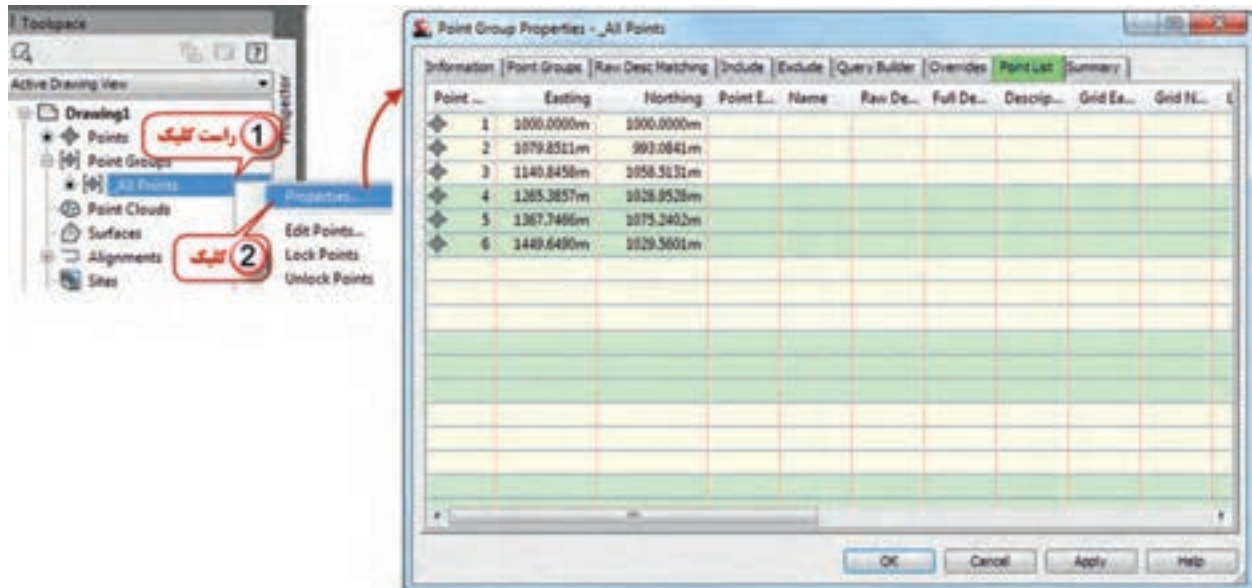 Toolspace
Active Drawing View
Prospector
Drawing1
Points
Point Groups
_All Points
Point Clouds
Surfaces
Alignments
Sites
1 راست کلیک
2 کلیک
Properties...
Edit Points...
Lock Points
Unlock Points
Point Group Properties - _All Points
Information Point Groups Raw Desc Matching Include Exclude Query Builder Overrides Point List Summary
Point ... Easting Northing Point E... Name Raw De... Full De... Descrip... Grid Ea... Grid N... L
1 1000.0000m 1000.0000m
2 1079.8511m 993.0841m
3 1140.8458m 1058.5131m
4 1265.3857m 1028.9528m
5 1367.7466m 1075.2402m
6 1449.6490m 1029.5601m
OK Cancel Apply Help